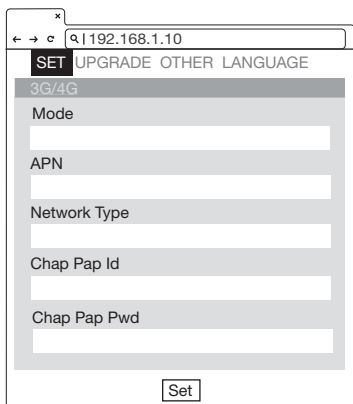 192.168.1.10
SET UPGRADE OTHER LANGUAGE
3G/4G
Mode
APN
Network Type
Chap Pap Id
Chap Pap Pwd
Set